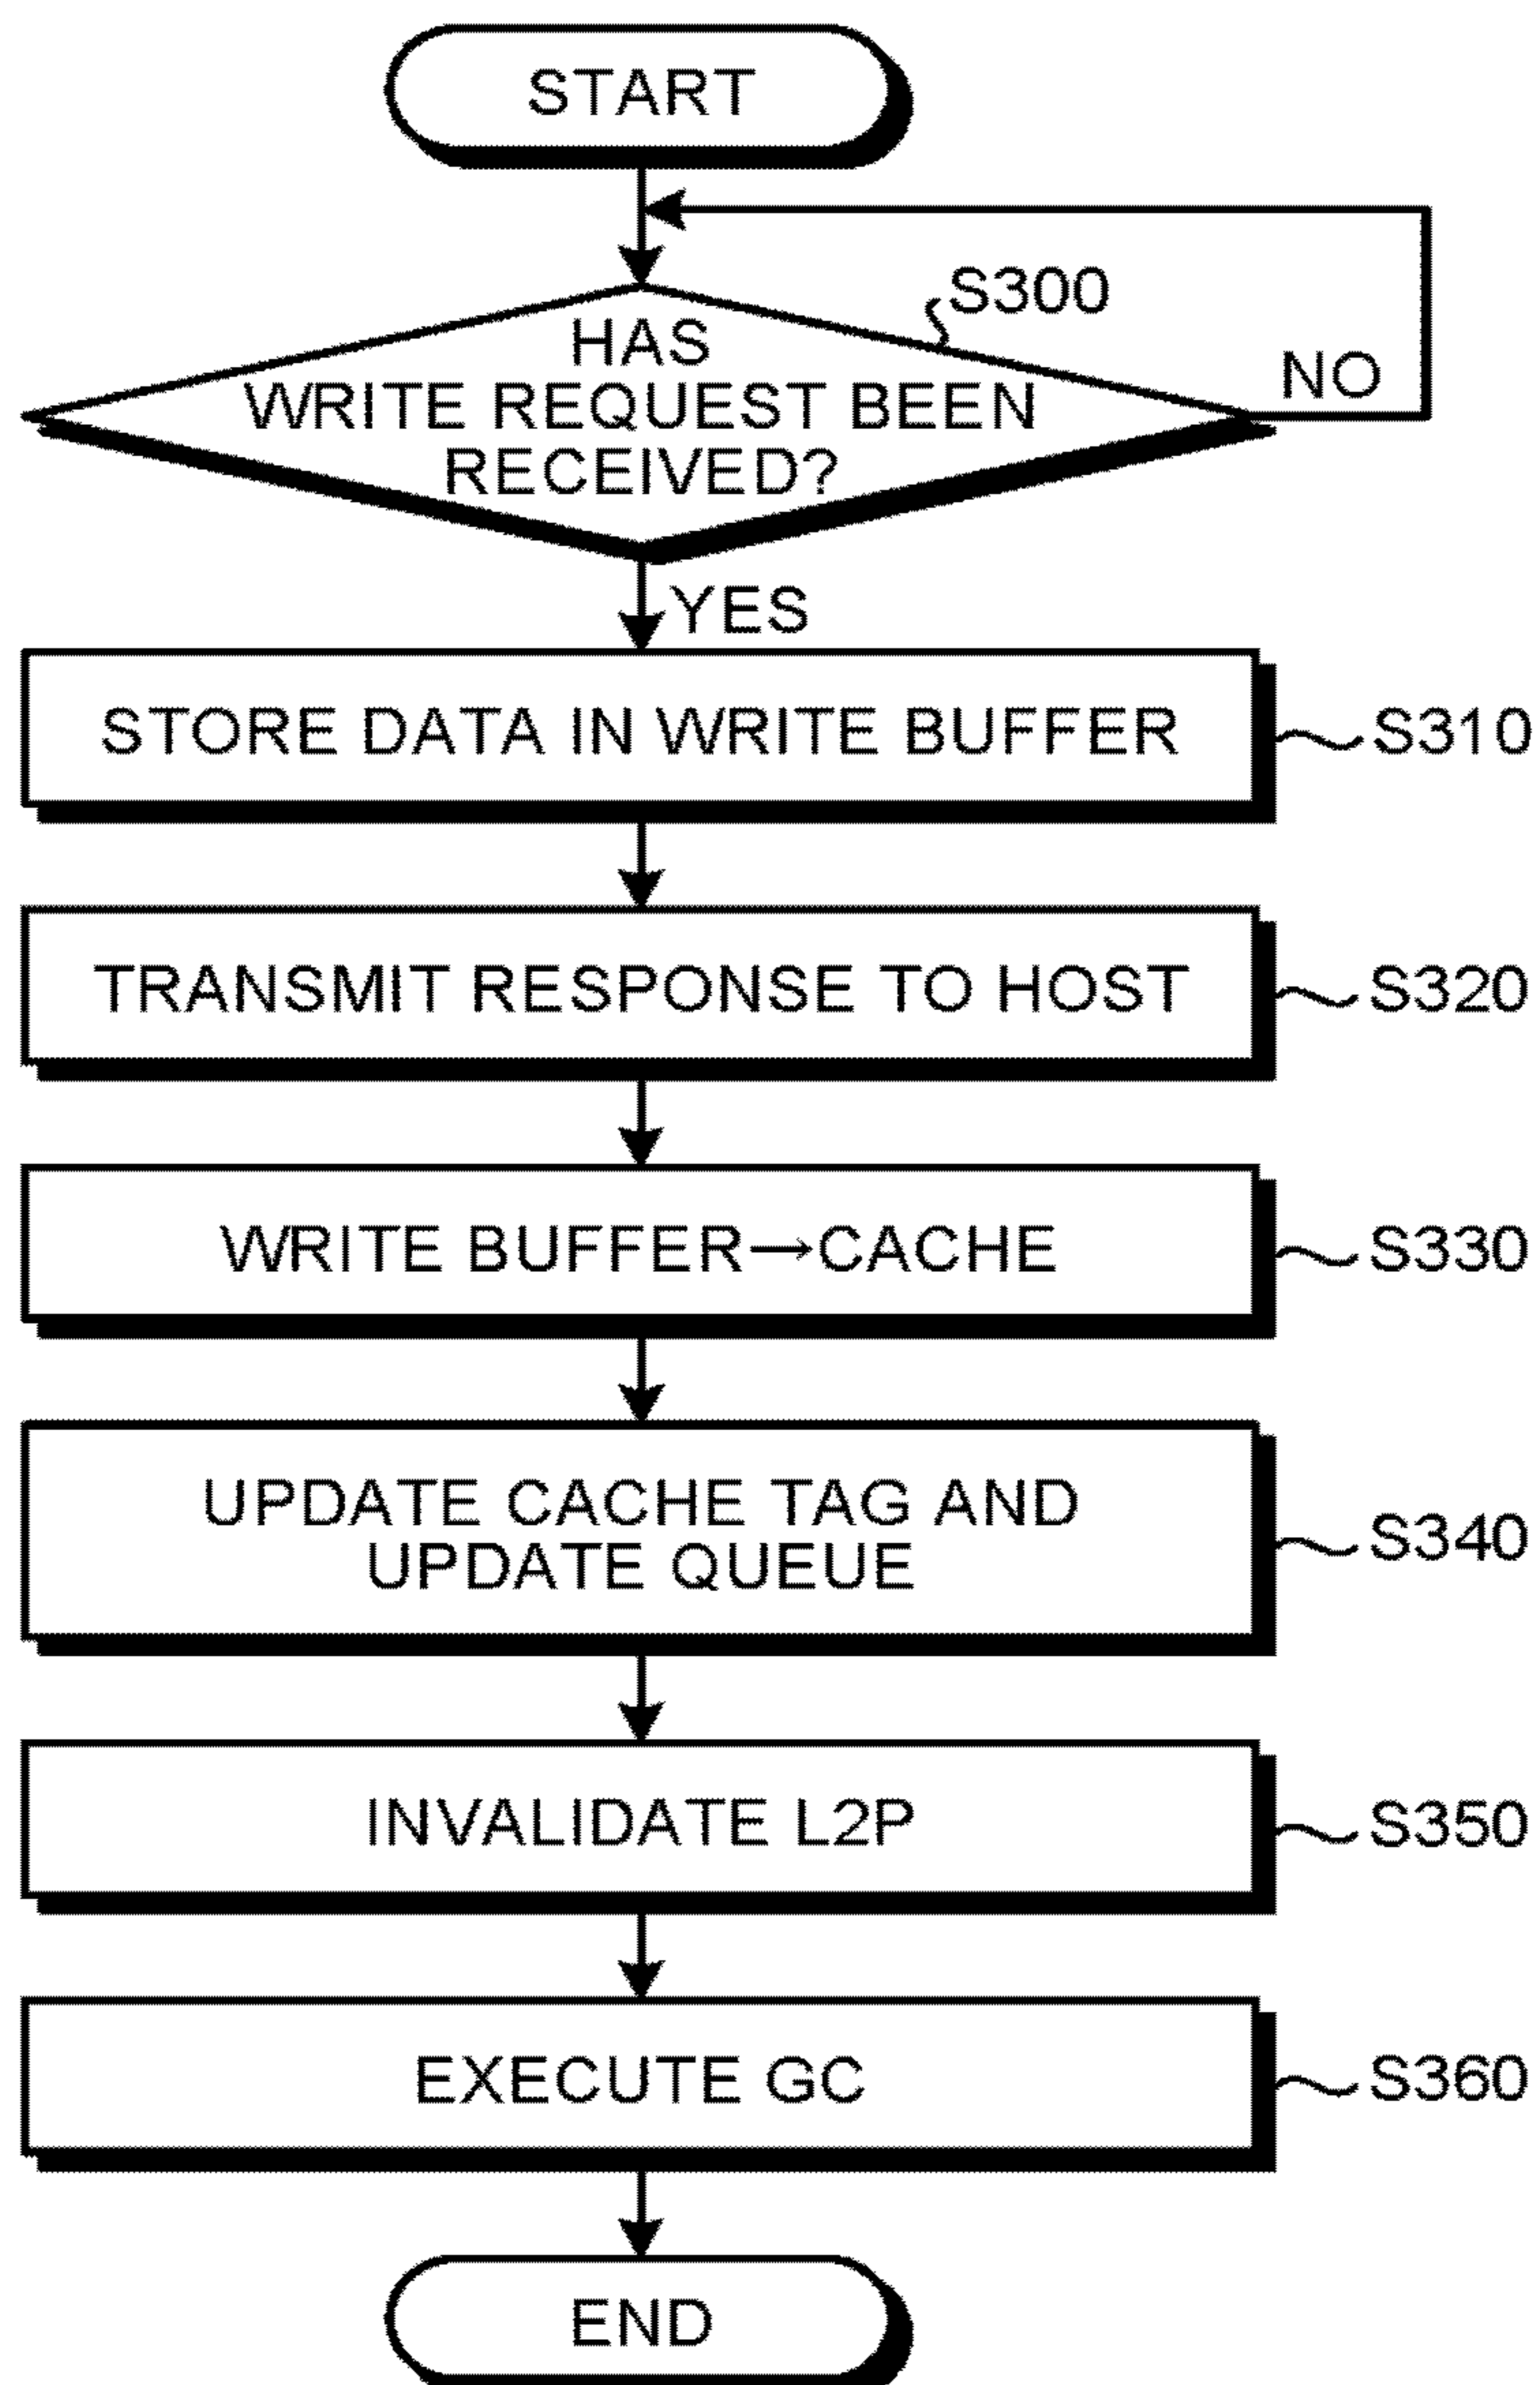 START
S300
HAS
WRITE REQUEST BEEN
RECEIVED?
NO
YES
STORE DATA IN WRITE BUFFER
S310
TRANSMIT RESPONSE TO HOST
S320
WRITE BUFFER→CACHE
S330
UPDATE CACHE TAG AND
UPDATE QUEUE
S340
INVALIDATE L2P
S350
EXECUTE GC
S360
END